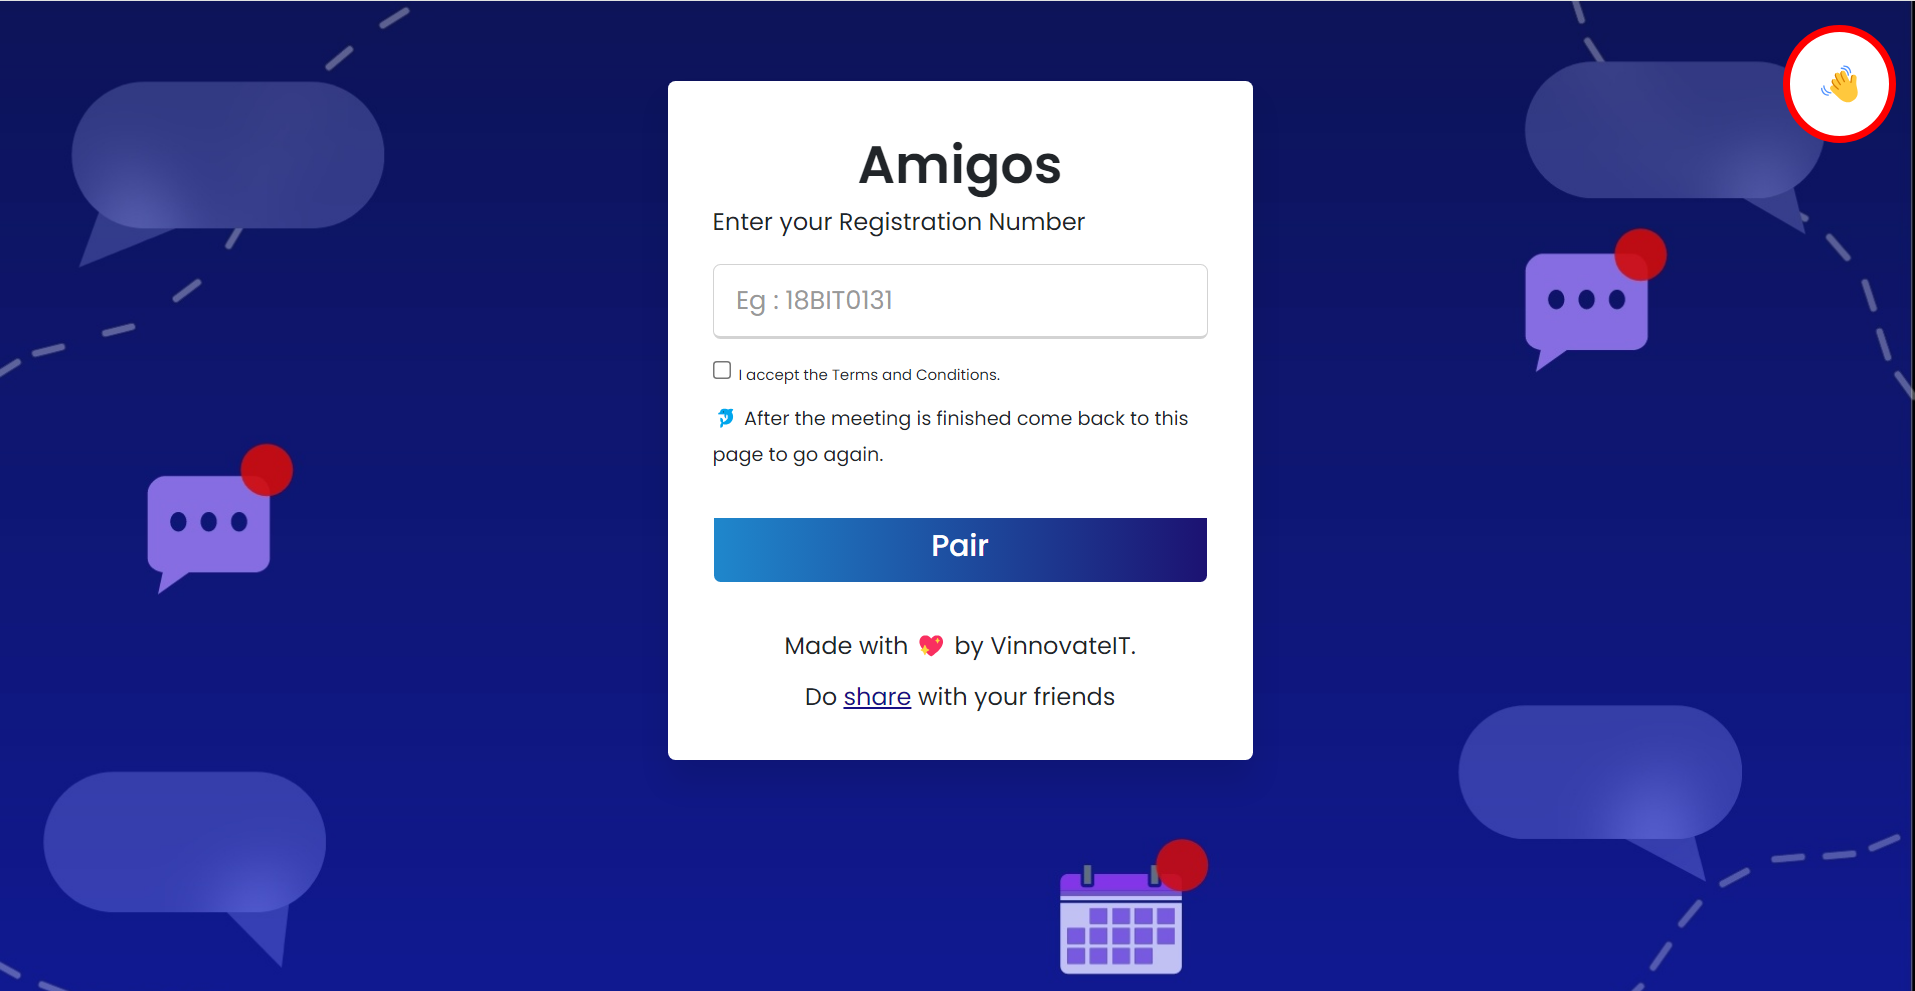 Amigos
Enter your Registration Number
Eg : 18BIT0131
I accept the Terms and Conditions.
After the meeting is finished come back to this
page to go again.
Pair
Made with 💖 by VinnovateIT.
Do share with your friends